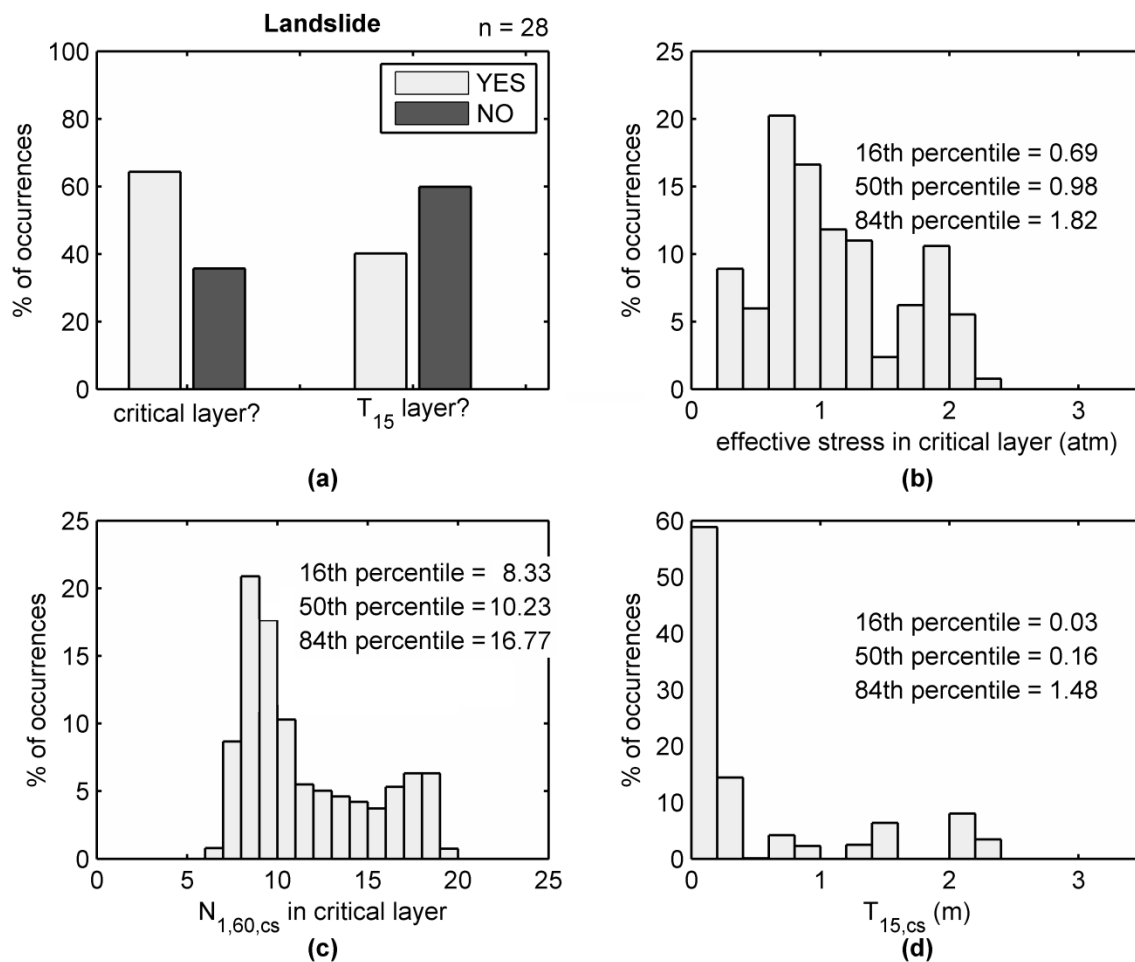 Landslide n = 28
100
80
60
40
20
0
% of occurrences
YES
NO
critical layer? T15 layer?
(a)
25
20
15
10
5
0
% of occurrences
16th percentile = 0.69
50th percentile = 0.98
84th percentile = 1.82
0 1 2 3
effective stress in critical layer (atm)
(b)
25
20
15
10
5
0
% of occurrences
16th percentile = 8.33
50th percentile = 10.23
84th percentile = 16.77
0 5 10 15 20 25
N1,60,cs in critical layer
(c)
60
50
40
30
20
10
0
% of occurrences
16th percentile = 0.03
50th percentile = 0.16
84th percentile = 1.48
0 1 2 3
T15,cs (m)
(d)